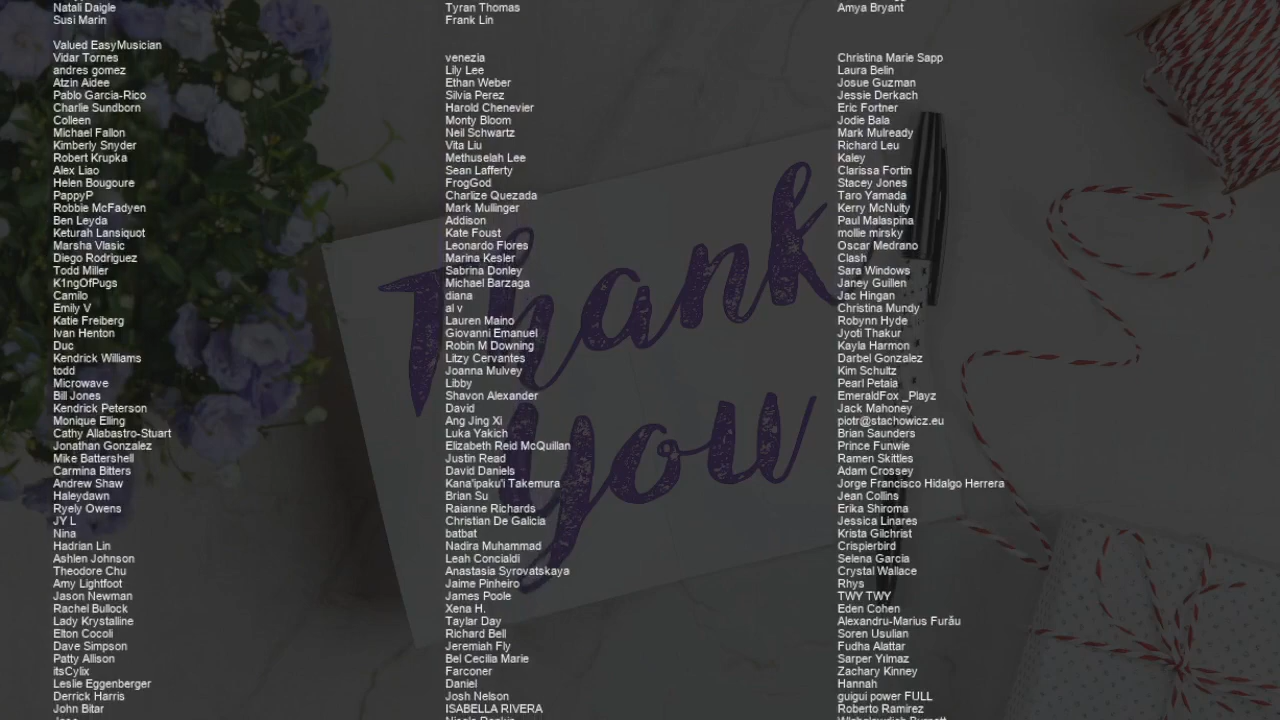 Natali Daigle
Susi Marin
Valued EasyMusician
Vidar Tornes
andres gomez
Atzin Aidee
Pablo Garcia-Rico
Charlie Sundborn
Colleen
Michael Fallon
Kimberly Snyder
Robert Krupka
Alex Liao
Helen Bougoure
PappyP
Robbie McFadyen
Ben Leyda
Keturah Lansiquot
Marsha Vlasic
Diego Rodriguez
Todd Miller
K1ngOfPugs
Camilo
Emily V
Katie Freiberg
Ivan Henton
Duc
Kendrick Williams
todd
Microwave
Bill Jones
Kendrick Peterson
Monique Eling
Cathy Allabastro-Stuart
Jonathan Gonzalez
Mike Battershell
Carmina Bitters
Andrew Shaw
Haleydawn
Ryely Owens
JY L
Nina
Hadrian Lin
Ashlen Johnson
Theodore Chu
Amy Lightfoot
Jason Newman
Rachel Bullock
Lady Krystalline
Elton Cocoli
Dave Simpson
Patty Allison
itsCylix
Leslie Eggenberger
Derrick Harris
John Bitar
Tyran Thomas
Frank Lin
venezia
Lily Lee
Ethan Weber
Silvia Perez
Harold Chenevier
Monty Bloom
Neil Schwartz
Vita Liu
Methuselah Lee
Sean Lafferty
FrogGod
Charlize Quezada
Mark Mullinger
Addison
Kate Foust
Leonardo Flores
Marina Kesler
Sabrina Donley
Michael Barzaga
diana
al v
Lauren Maino
Giovanni Emanuel
Robin M Downing
Litzy Cervantes
Joanna Mulvey
Libby
Shavon Alexander
David
Ang Jing Xi
Luka Yakich
Elizabeth Reid McQuillan
Justin Read
David Daniels
Kana'ipaku'i Takemura
Brian Su
Raianne Richards
Christian De Galicia
batbat
Nadira Muhammad
Leah Concialdi
Anastasia Syrovatskaya
Jaime Pinheiro
James Poole
Xena H.
Taylar Day
Richard Bell
Jeremiah Fly
Bel Cecilia Marie
Farconer
Daniel
Josh Nelson
ISABELLA RIVERA
Amya Bryant
Christina Marie Sapp
Laura Belin
Josue Guzman
Jessie Derkach
Eric Fortner
Jodie Bala
Mark Mulready
Richard Leu
Kaley
Clarissa Fortin
Stacey Jones
Taro Yamada
Kerry McNulty
Paul Malaspina
mollie mirsky
Oscar Medrano
Clash
Sara Windows
Janey Guillen
Jac Hingan
Christina Mundy
Robynn Hyde
Jyoti Thakur
Kayla Harmon
Darbel Gonzalez
Kim Schultz
Pearl Petaia
EmeraldFox _Playz
Jack Mahoney
piotr@stachowicz.eu
Brian Saunders
Prince Funwie
Ramen Skittles
Adam Crossey
Jorge Francisco Hidalgo Herrera
Jean Collins
Erika Shiroma
Jessica Linares
Krista Gilchrist
Crispierbird
Selena Garcia
Crystal Wallace
Rhys
TWY TWY
Eden Cohen
Alexandru-Marius Furău
Soren Usulian
Fudha Alattar
Sarper Yılmaz
Zachary Kinney
Hannah
guigui power FULL
Roberto Ramirez
Thank
you